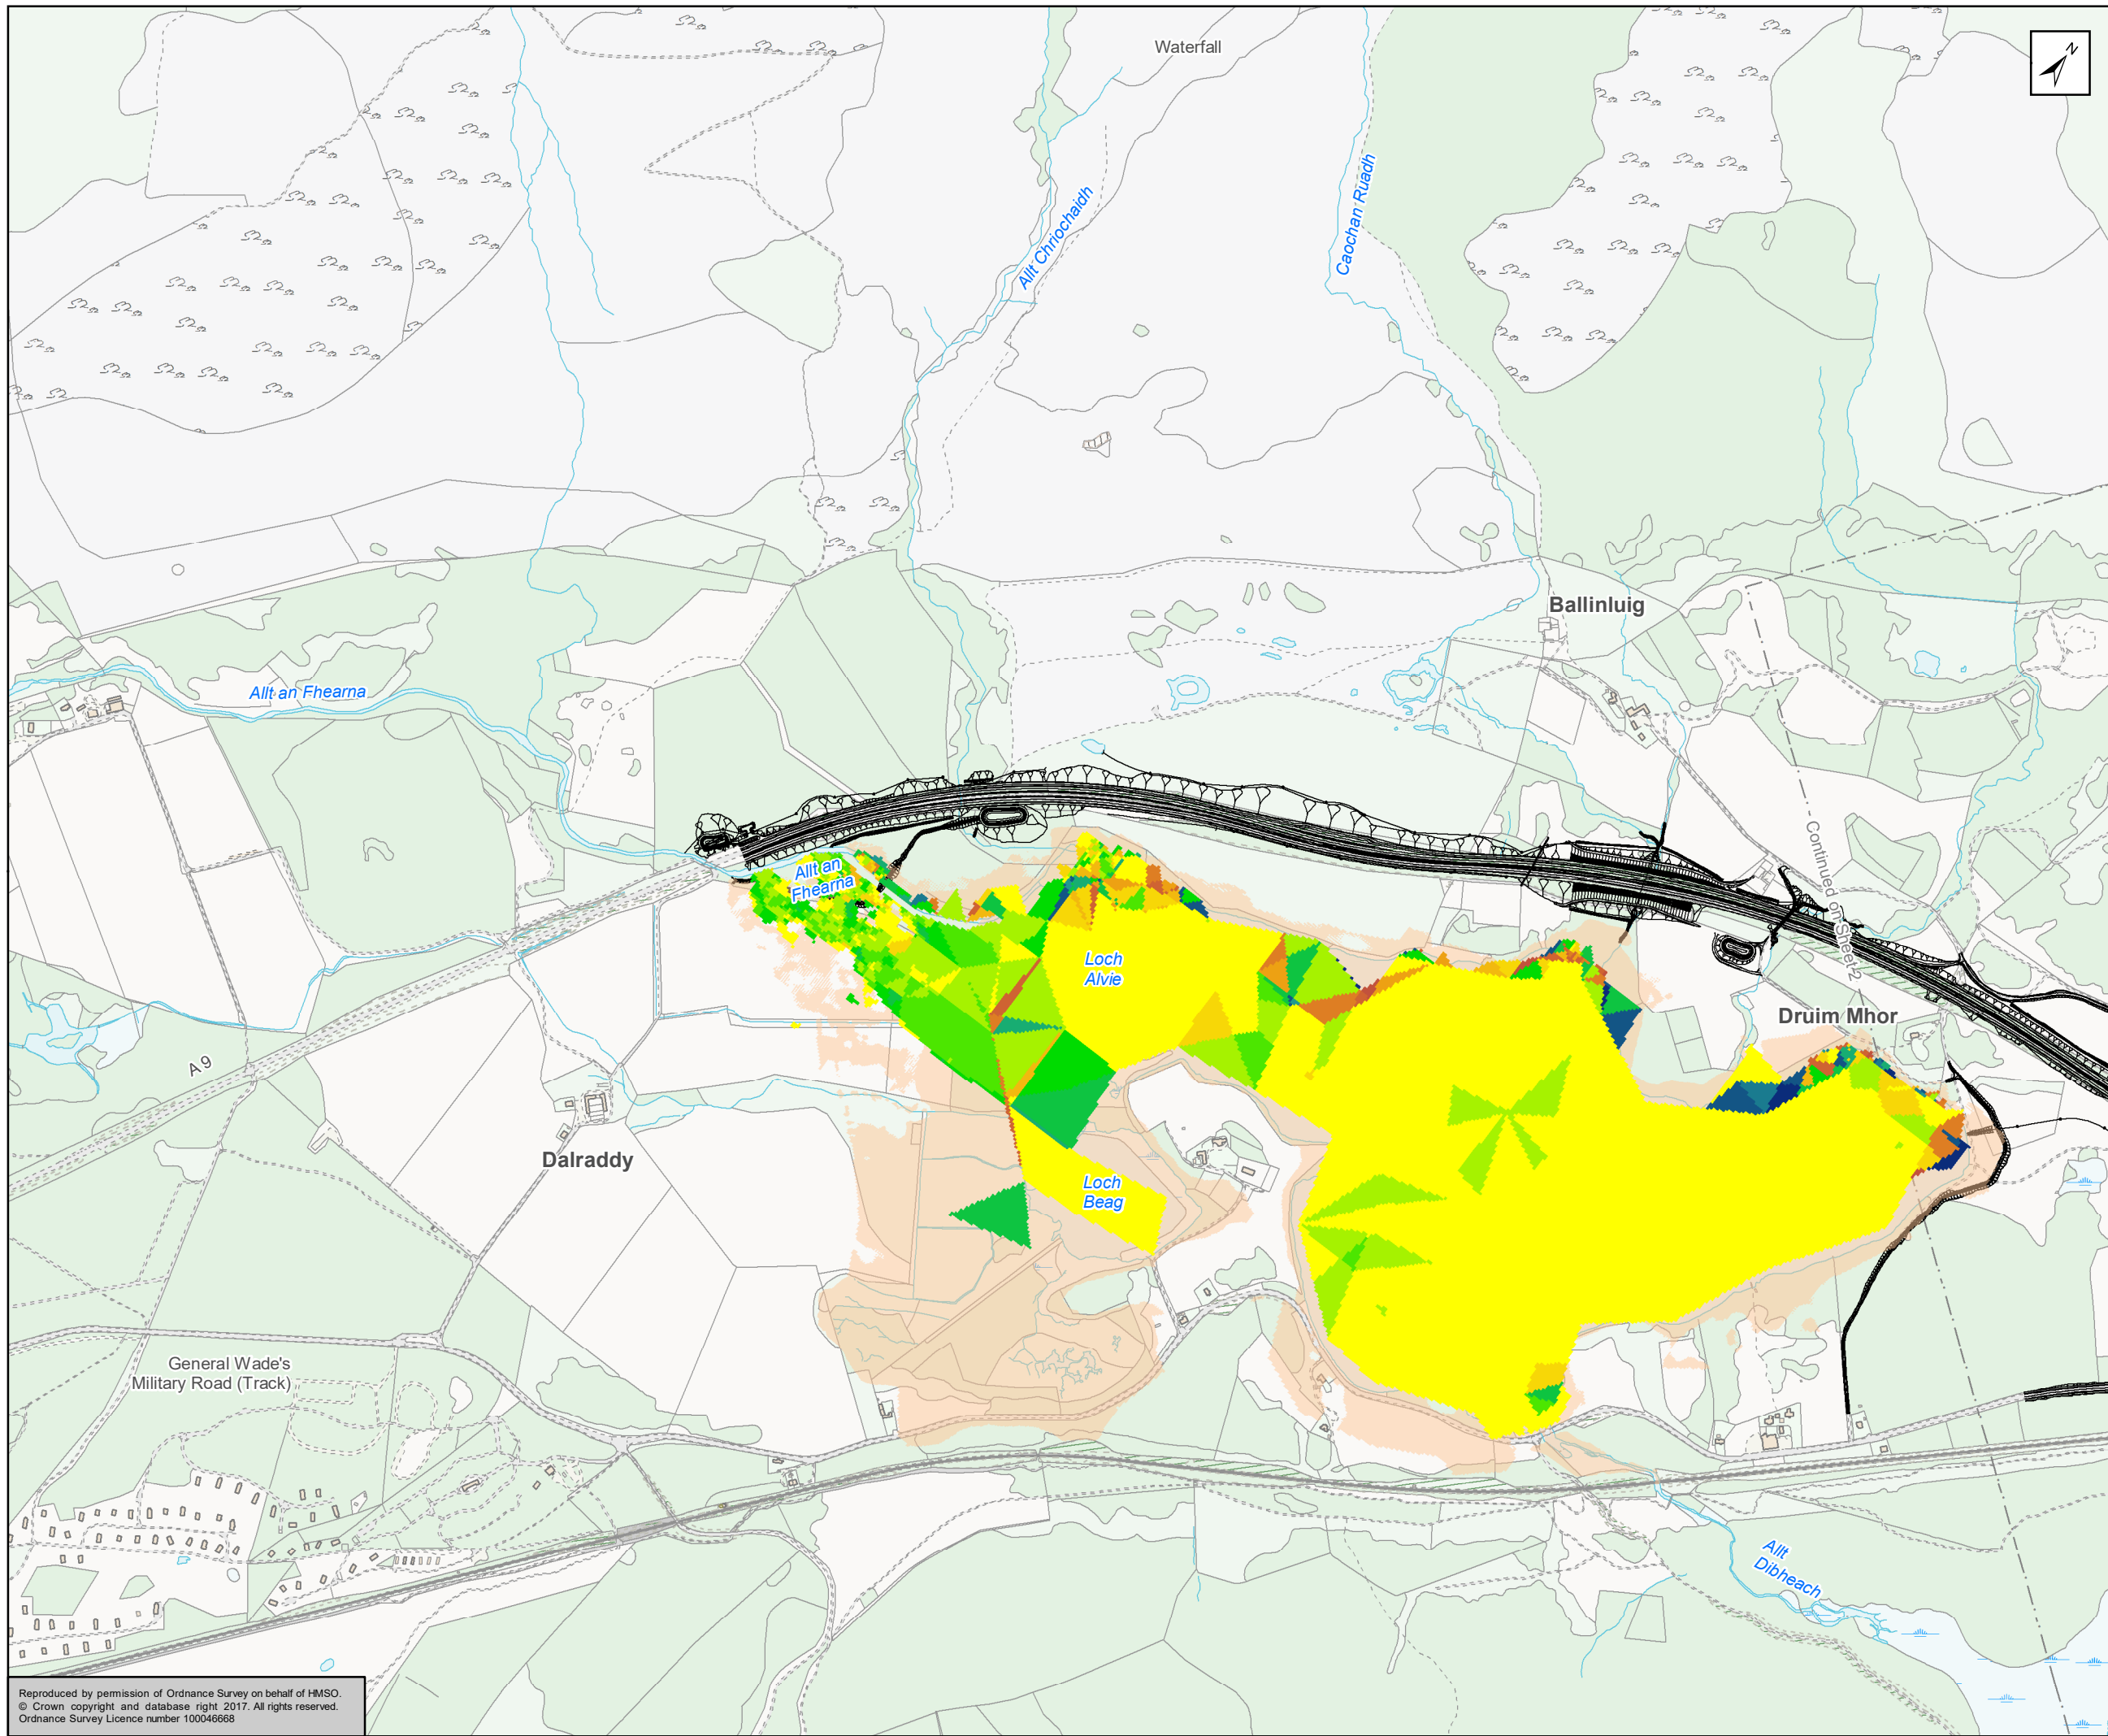 Waterfall
N
Allt Chriochaidh
Caochan Ruadh
Ballinluig
Allt an Fhearna
Continued on Sheet 2
Allt an
Fhearna
Loch
Alvie
Druim Mhor
A 9
Dalraddy
Loch
Beag
General Wade's
Military Road (Track)
Allt
Dibheach
Reproduced by permission of Ordnance Survey on behalf of HMSO.
© Crown copyright and database right 2017. All rights reserved.
Ordnance Survey Licence number 100046668